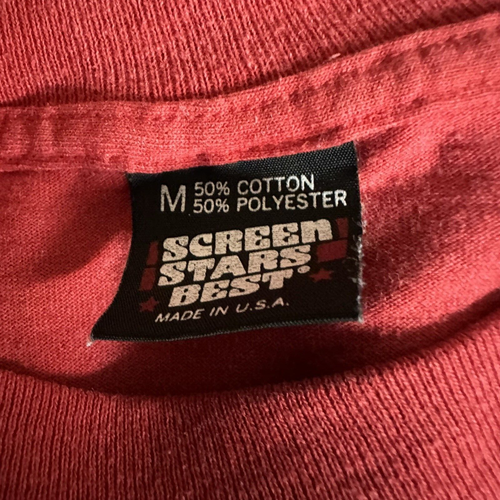 M 50% COTTON
50% POLYESTER
SCREEN
STARS
BEST®
MADE IN U.S.A.